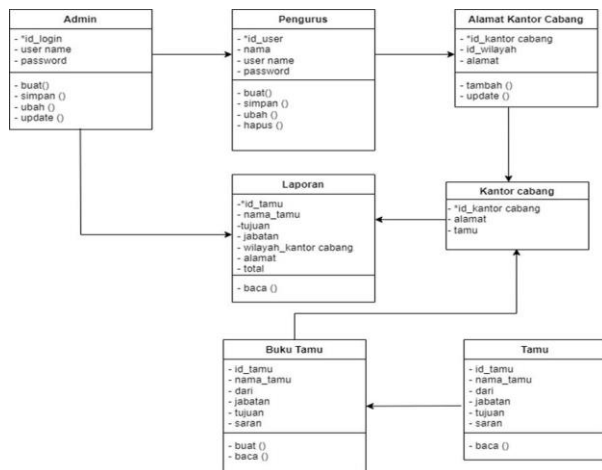 Admin
- *id_login
- user name
- password
- buat()
- simpan ()
- ubah ()
- update ()
Pengurus
- *id_user
- nama
- user name
- password
- buat()
- simpan ()
- ubah ()
- hapus ()
Alamat Kantor Cabang
- *id_kantor cabang
- id_wilayah
- alamat
- tambah ()
- update ()
Laporan
-*id_tamu
- nama_tamu
-tujuan
- jabatan
- wilayah_kantor cabang
- alamat
- total
- baca ()
Kantor cabang
- *id_kantor cabang
- alamat
- tamu
Buku Tamu
- id_tamu
- nama_tamu
- dari
- jabatan
- tujuan
- saran
- buat ()
- baca ()
Tamu
- id_tamu
- nama_tamu
- dari
- jabatan
- tujuan
- saran
- baca ()